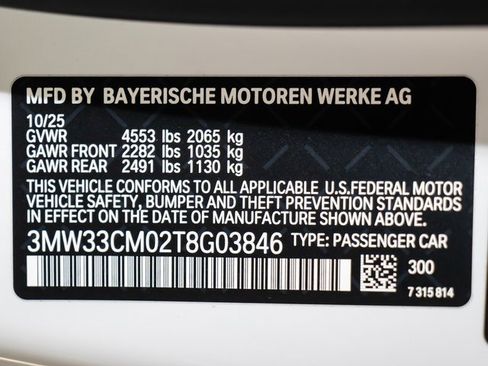 MFD BY BAYERISCHE MOTOREN WERKE AG
10/25
GVWR 4553 lbs 2065 kg
GAWR FRONT 2282 lbs 1035 kg
GAWR REAR 2491 lbs 1130 kg
THIS VEHICLE CONFORMS TO ALL APPLICABLE U.S.FEDERAL MOTOR
VEHICLE SAFETY, BUMPER AND THEFT PREVENTION STANDARDS
IN EFFECT ON THE DATE OF MANUFACTURE SHOWN ABOVE.
3MW33CM02T8G03846 TYPE: PASSENGER CAR
300
7 315 814